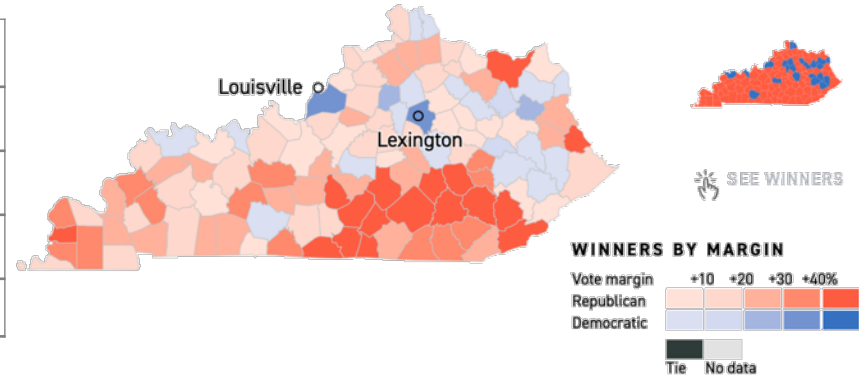 Louisville
Lexington
SEE WINNERS
WINNERS BY MARGIN
Vote margin +10 +20 +30 +40%
Republican
Democratic
Tie No data